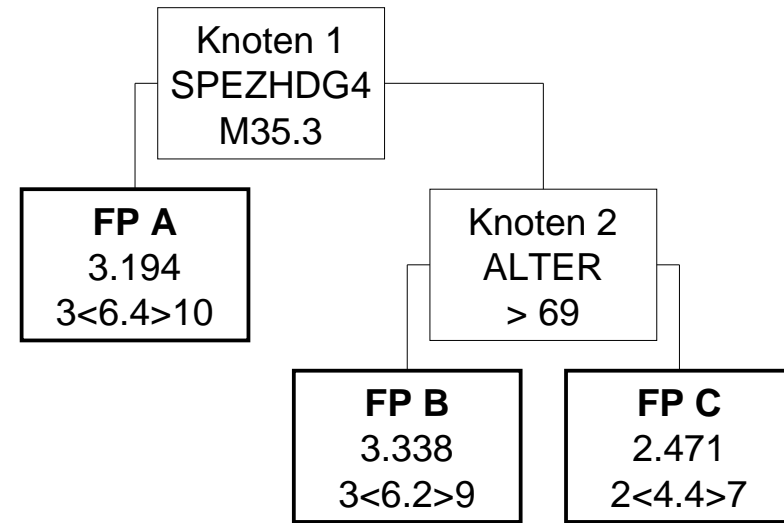 Knoten 1
SPEZHDG4
M35.3
FP A
3.194
3<6.4>10
Knoten 2
ALTER
> 69
FP B
3.338
3<6.2>9
FP C
2.471
2<4.4>7